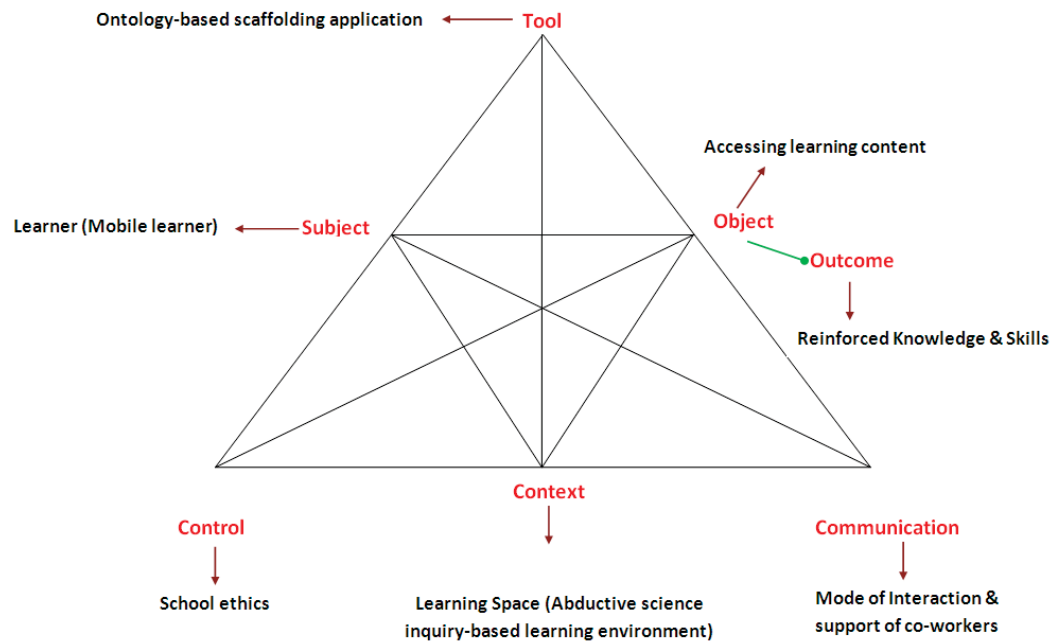 Ontology-based scaffolding application
Tool
Accessing learning content
Learner (Mobile learner)
Subject
Object
Outcome
Reinforced Knowledge & Skills
Context
Control
Communication
School ethics
Learning Space (Abductive science
inquiry-based learning environment)
Mode of Interaction &
support of co-workers